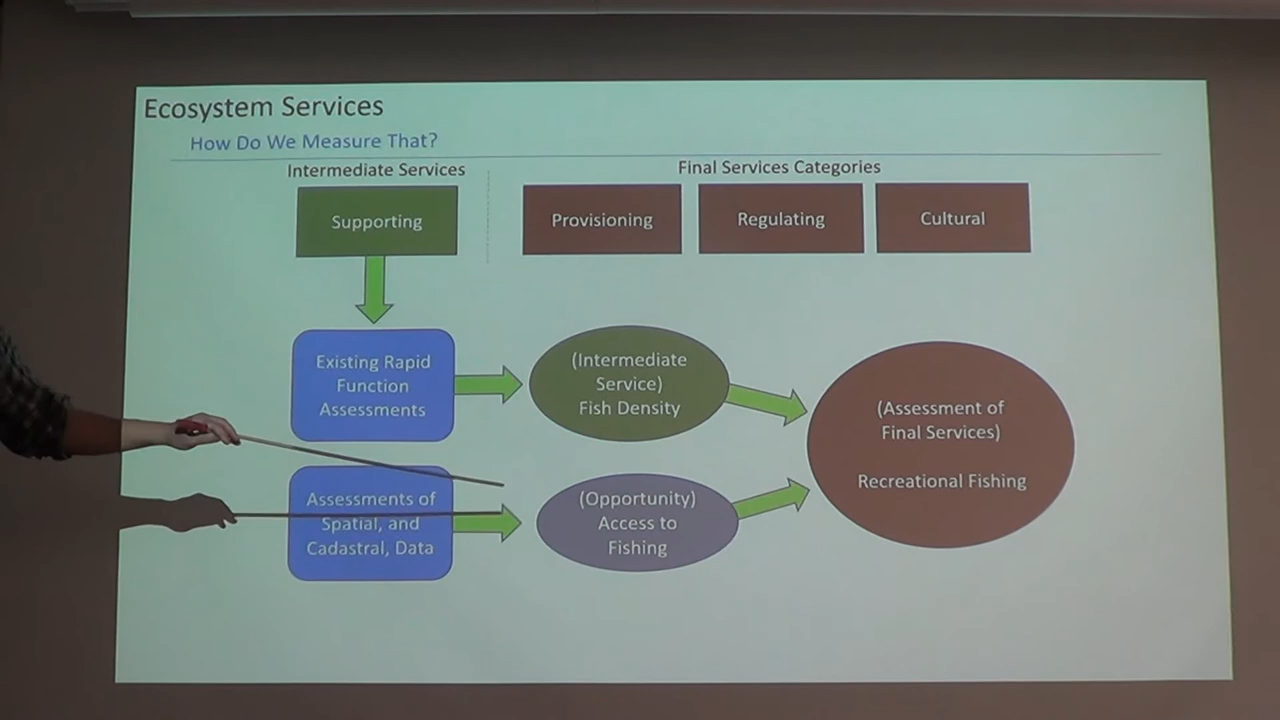 Ecosystem Services
How Do We Measure That?
Intermediate Services
Final Services Categories
Supporting
Provisioning
Regulating
Cultural
Existing Rapid
Function
Assessments
(Intermediate
Service)
Fish Density
(Assessment of
Final Services)
Recreational Fishing
Assessments of
Spatial, and
Cadastral, Data
(Opportunity)
Access to
Fishing